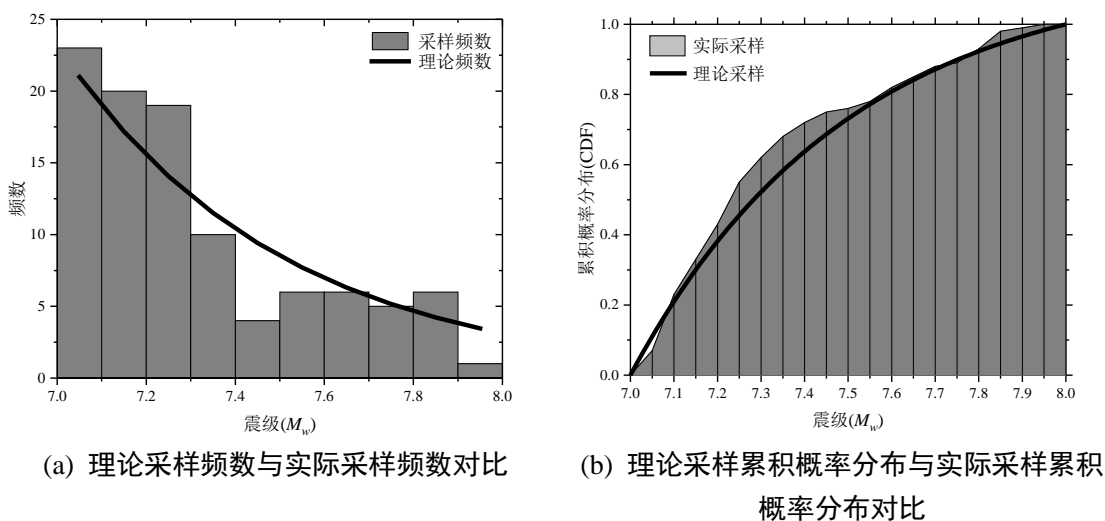 25
20
15
10
5
0
频数
采样频数
理论频数
7.0 7.2 7.4 7.6 7.8 8.0
震级(Mw)
(a) 理论采样频数与实际采样频数对比
1.0
0.8
0.6
0.4
0.2
0.0
累积概率分布(CDF)
实际采样
理论采样
7.0 7.1 7.2 7.3 7.4 7.5 7.6 7.7 7.8 7.9 8.0
震级(Mw)
(b) 理论采样累积概率分布与实际采样累积
概率分布对比